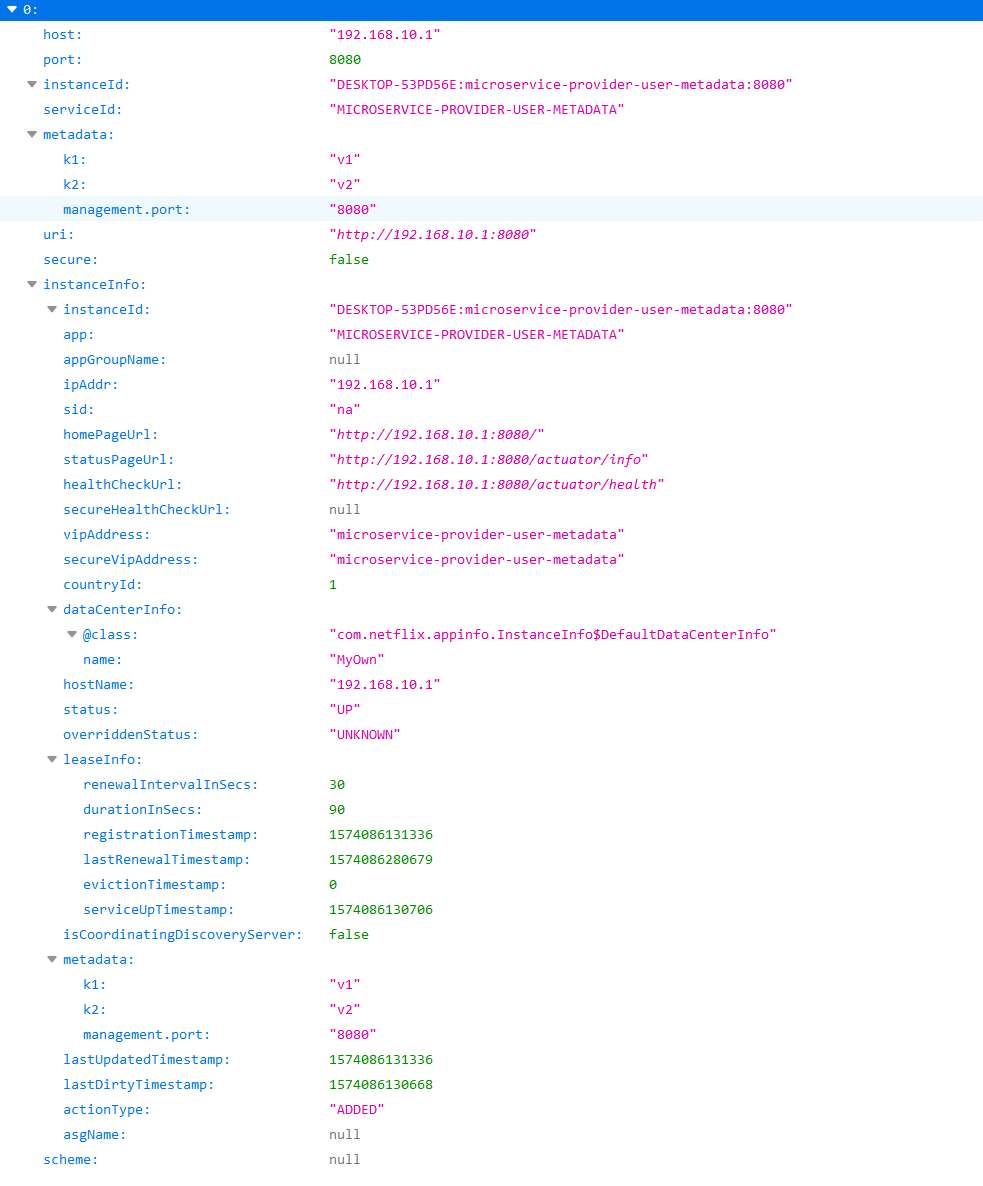 0:
host: "192.168.10.1"
port: 8080
instanceId: "DESKTOP-53PD56E:microservice-provider-user-metadata:8080"
serviceId: "MICROSERVICE-PROVIDER-USER-METADATA"
metadata:
k1: "v1"
k2: "v2"
management.port: "8080"
uri: "http://192.168.10.1:8080"
secure: false
instanceInfo:
instanceId: "DESKTOP-53PD56E:microservice-provider-user-metadata:8080"
app: "MICROSERVICE-PROVIDER-USER-METADATA"
appGroupName: null
ipAddr: "192.168.10.1"
sid: "na"
homePageUrl: "http://192.168.10.1:8080/"
statusPageUrl: "http://192.168.10.1:8080/actuator/info"
healthCheckUrl: "http://192.168.10.1:8080/actuator/health"
secureHealthCheckUrl: null
vipAddress: "microservice-provider-user-metadata"
secureVipAddress: "microservice-provider-user-metadata"
countryId: 1
dataCenterInfo:
@class: "com.netflix.appinfo.InstanceInfo$DefaultDataCenterInfo"
name: "MyOwn"
hostName: "192.168.10.1"
status: "UP"
overriddenStatus: "UNKNOWN"
leaseInfo:
renewalIntervalInSecs: 30
durationInSecs: 90
registrationTimestamp: 1574086131336
lastRenewalTimestamp: 1574086280679
evictionTimestamp: 0
serviceUpTimestamp: 1574086130706
isCoordinatingDiscoveryServer: false
metadata:
k1: "v1"
k2: "v2"
management.port: "8080"
lastUpdatedTimestamp: 1574086131336
lastDirtyTimestamp: 1574086130668
actionType: "ADDED"
asgName: null
scheme: null